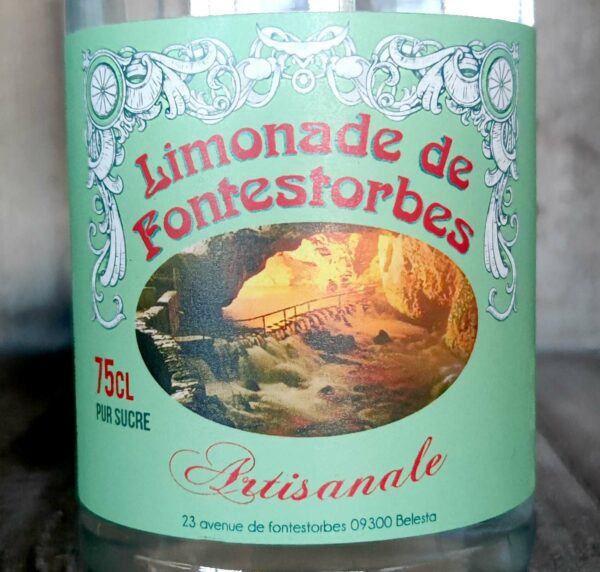 Limonade de
Fontestorbes
75CL
PUR SUCRE
Artisanale
23 avenue de fontestorbes 09300 Belesta